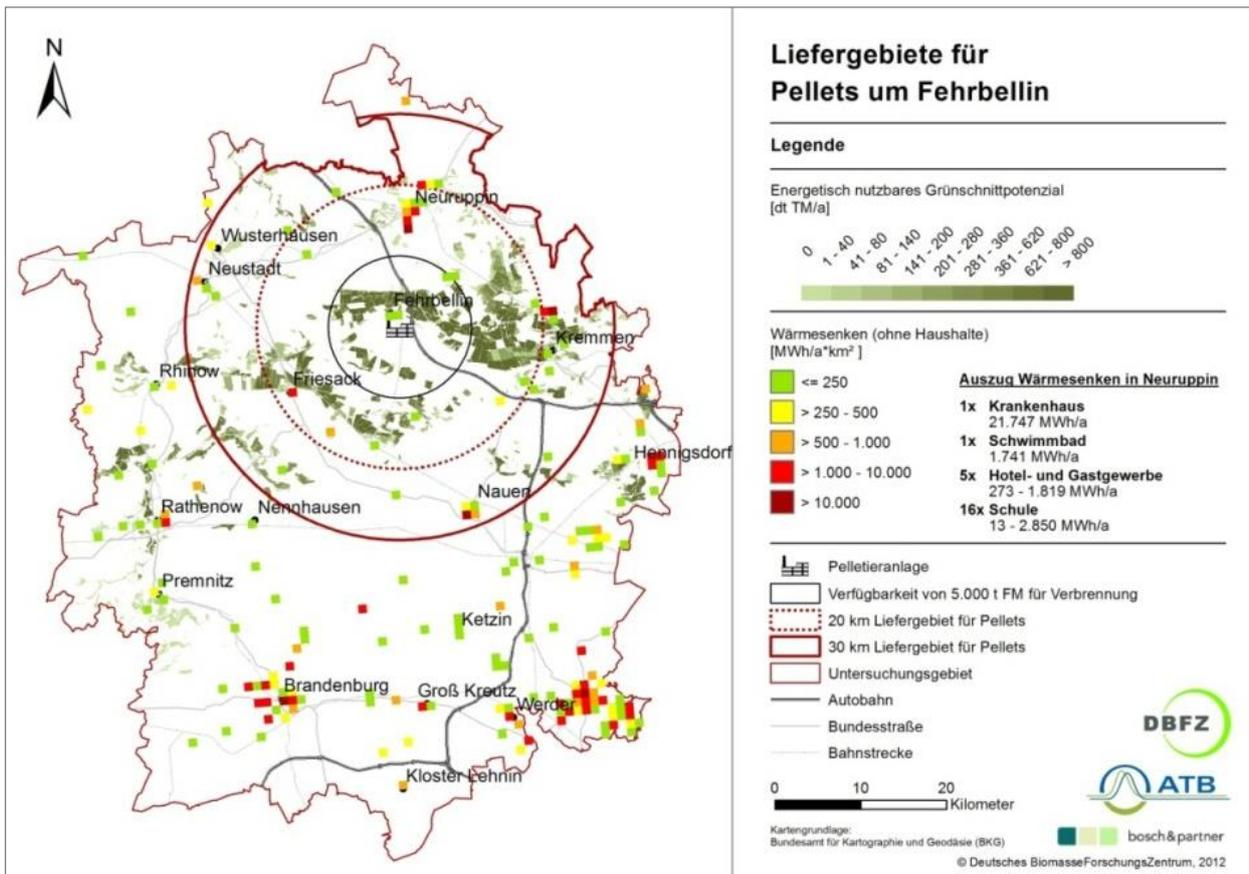 N
Neuruppin
Wusterhausen
Neustadt
Fehrbellin
Kremmen
Rhinow
Friesack
Hennigsdorf
Nauen
Rathenow
Nennhausen
Premnitz
Ketzin
Brandenburg
Groß Kreutz
Werder
Kloster Lehnin
Liefergebiete für
Pellets um Fehrbellin
Legende
Energetisch nutzbares Grünschnittpotenzial
[dt TM/a]
0
1 - 40
41 - 80
81 - 140
141 - 200
201 - 280
281 - 360
361 - 620
621 - 800
> 800
Wärmesenken (ohne Haushalte)
[MWh/a*km² ]
<= 250
> 250 - 500
> 500 - 1.000
> 1.000 - 10.000
> 10.000
Auszug Wärmesenken in Neuruppin
1x Krankenhaus
21.747 MWh/a
1x Schwimmbad
1.741 MWh/a
5x Hotel- und Gastgewerbe
273 - 1.819 MWh/a
16x Schule
13 - 2.850 MWh/a
Pelletieranlage
Verfügbarkeit von 5.000 t FM für Verbrennung
20 km Liefergebiet für Pellets
30 km Liefergebiet für Pellets
Untersuchungsgebiet
Autobahn
Bundesstraße
Bahnstrecke
DBFZ
ATB
0 10 20
Kilometer
Kartengrundlage:
Bundesamt für Kartographie und Geodäsie (BKG)
bosch&partner
© Deutsches BiomasseForschungsZentrum, 2012